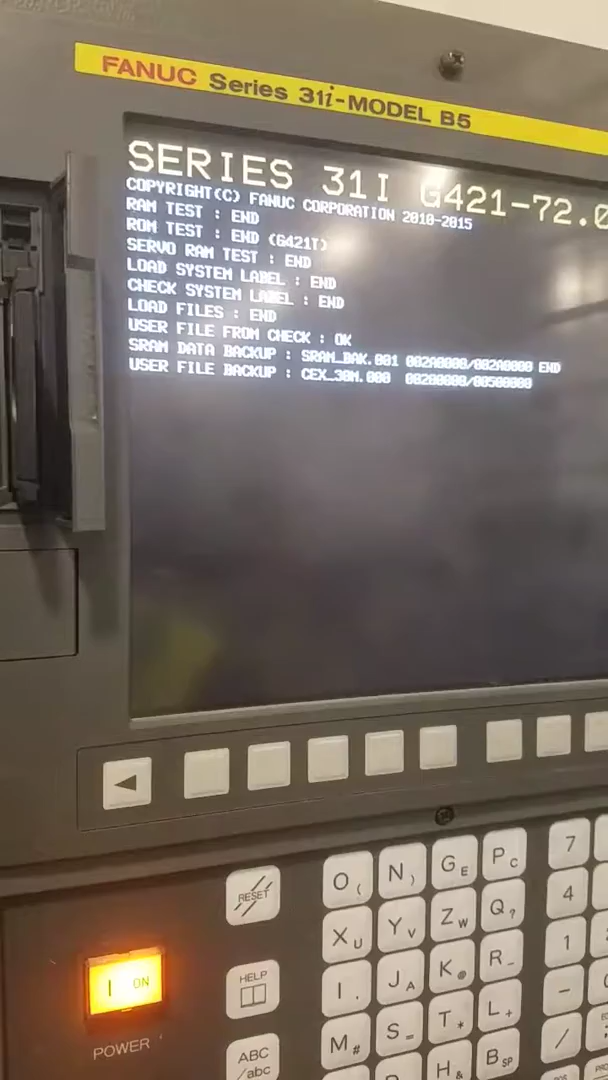 FANUC Series 31i-MODEL B5
SERIES 31I G421-72.0
COPYRIGHT(C) FANUC CORPORATION 2010-2015
RAM TEST : END
ROM TEST : END (G421T)
SERVO RAM TEST : END
LOAD SYSTEM LABEL : END
CHECK SYSTEM LABEL : END
LOAD FILES : END
USER FILE FROM CHECK : OK
SRAM DATA BACKUP : SRAM_BAK.001 002A0000/002A0000 END
USER FILE BACKUP : CEX_30M.000 00200000/00500000
RESET O ( N ) G E P C 7
X U Y V Z W Q ? 4
I ON HELP I . J A K @ R _ 1
POWER M # S = T * L + -
ABC /abc H & B SP /